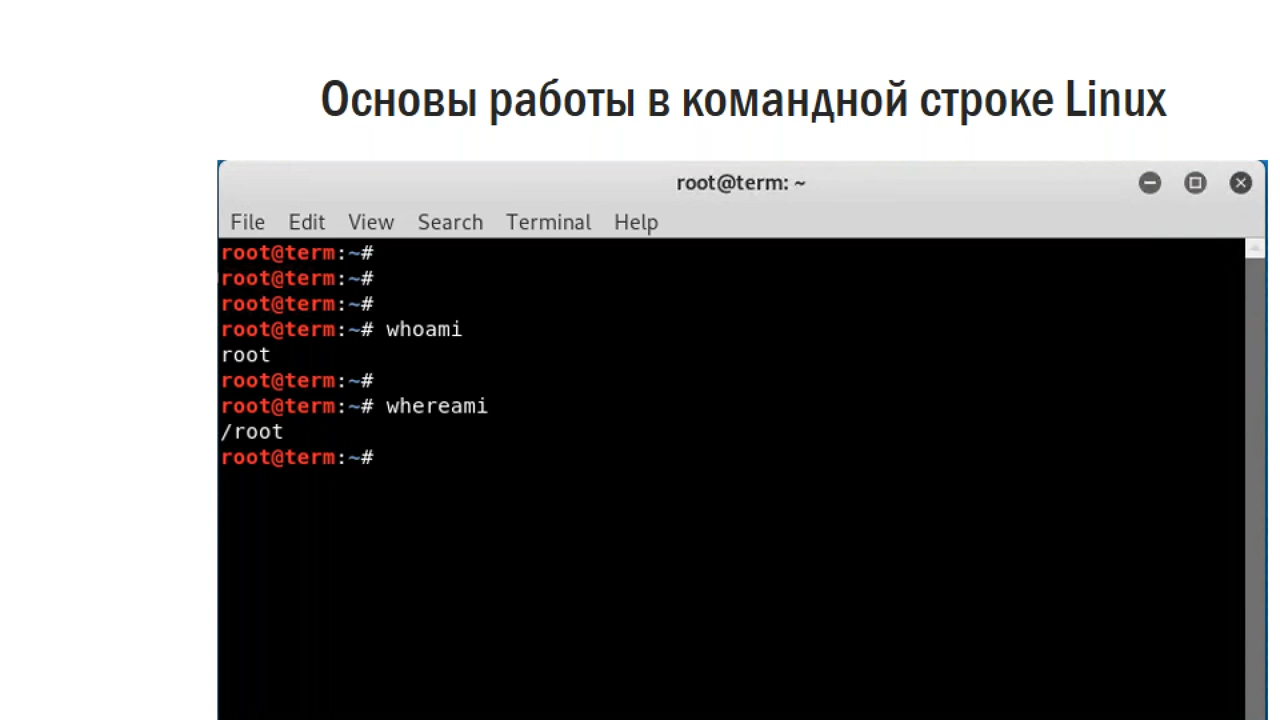 Основы работы в командной строке Linux
root@term: ~
File Edit View Search Terminal Help
root@term:~#
root@term:~#
root@term:~#
root@term:~# whoami
root
root@term:~#
root@term:~# whereami
/root
root@term:~#